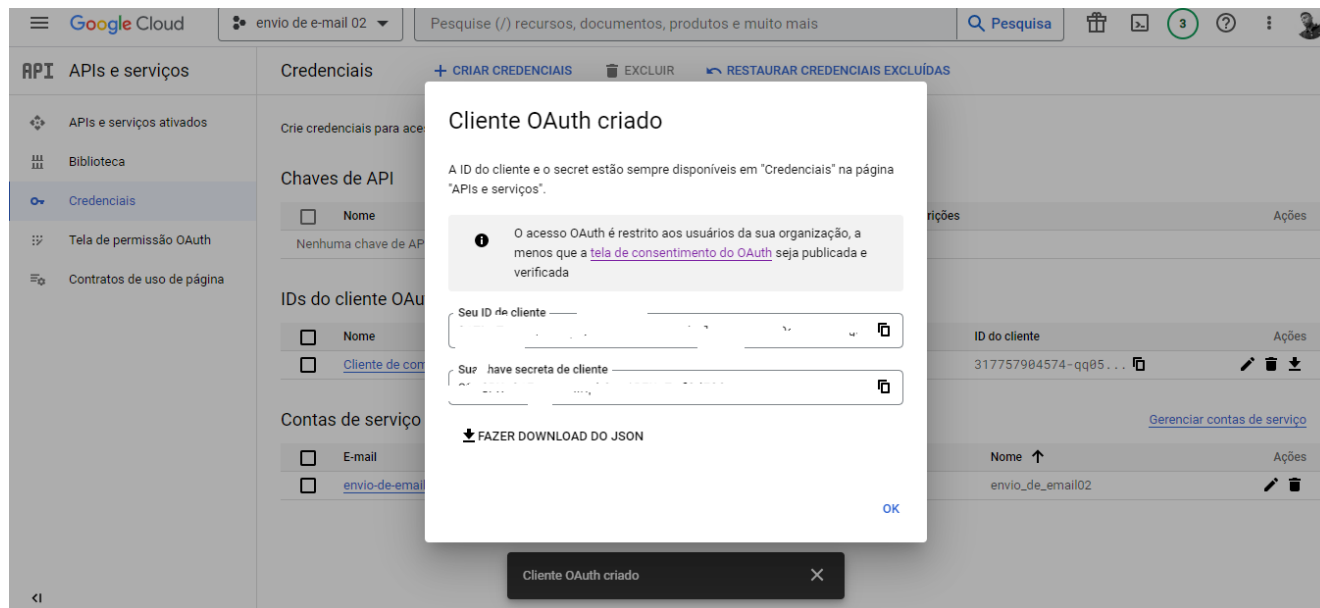 Google Cloud
envio de e-mail 02
Pesquise (/) recursos, documentos, produtos e muito mais
Pesquisa
3
API APIs e serviços
Credenciais
+ CRIAR CREDENCIAIS
EXCLUIR
RESTAURAR CREDENCIAIS EXCLUÍDAS
APIs e serviços ativados
Biblioteca
Credenciais
Tela de permissão OAuth
Contratos de uso de página
Crie credenciais para ace
Chaves de API
Nome
rições
Ações
Nenhuma chave de AP
IDs do cliente OAu
Nome
ID do cliente
Ações
Cliente de com
317757904574-qq05...
Contas de serviço
Gerenciar contas de serviço
E-mail
Nome
Ações
envio-de-email
envio_de_email02
Cliente OAuth criado
A ID do cliente e o secret estão sempre disponíveis em "Credenciais" na página
"APIs e serviços".
O acesso OAuth é restrito aos usuários da sua organização, a
menos que a tela de consentimento do OAuth seja publicada e
verificada
Seu ID de cliente
Sua chave secreta de cliente
FAZER DOWNLOAD DO JSON
OK
Cliente OAuth criado